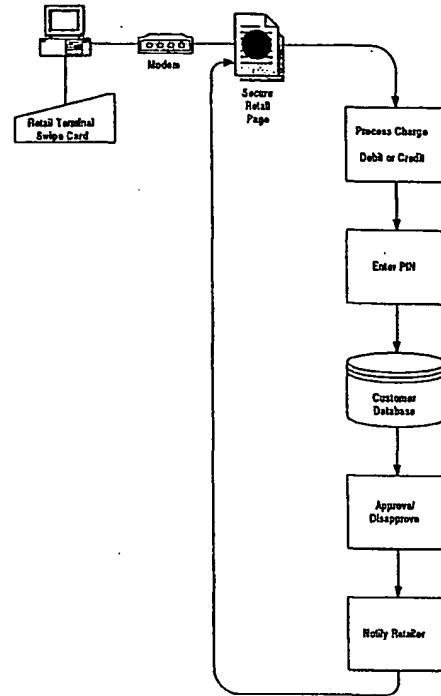 Modem
Secure
Retail
Page
Retail Terminal
Swipe Card
Process Charge
Debit or Credit
Enter PIN
Customer
Database
Approve/
Disapprove
Notify Retailer